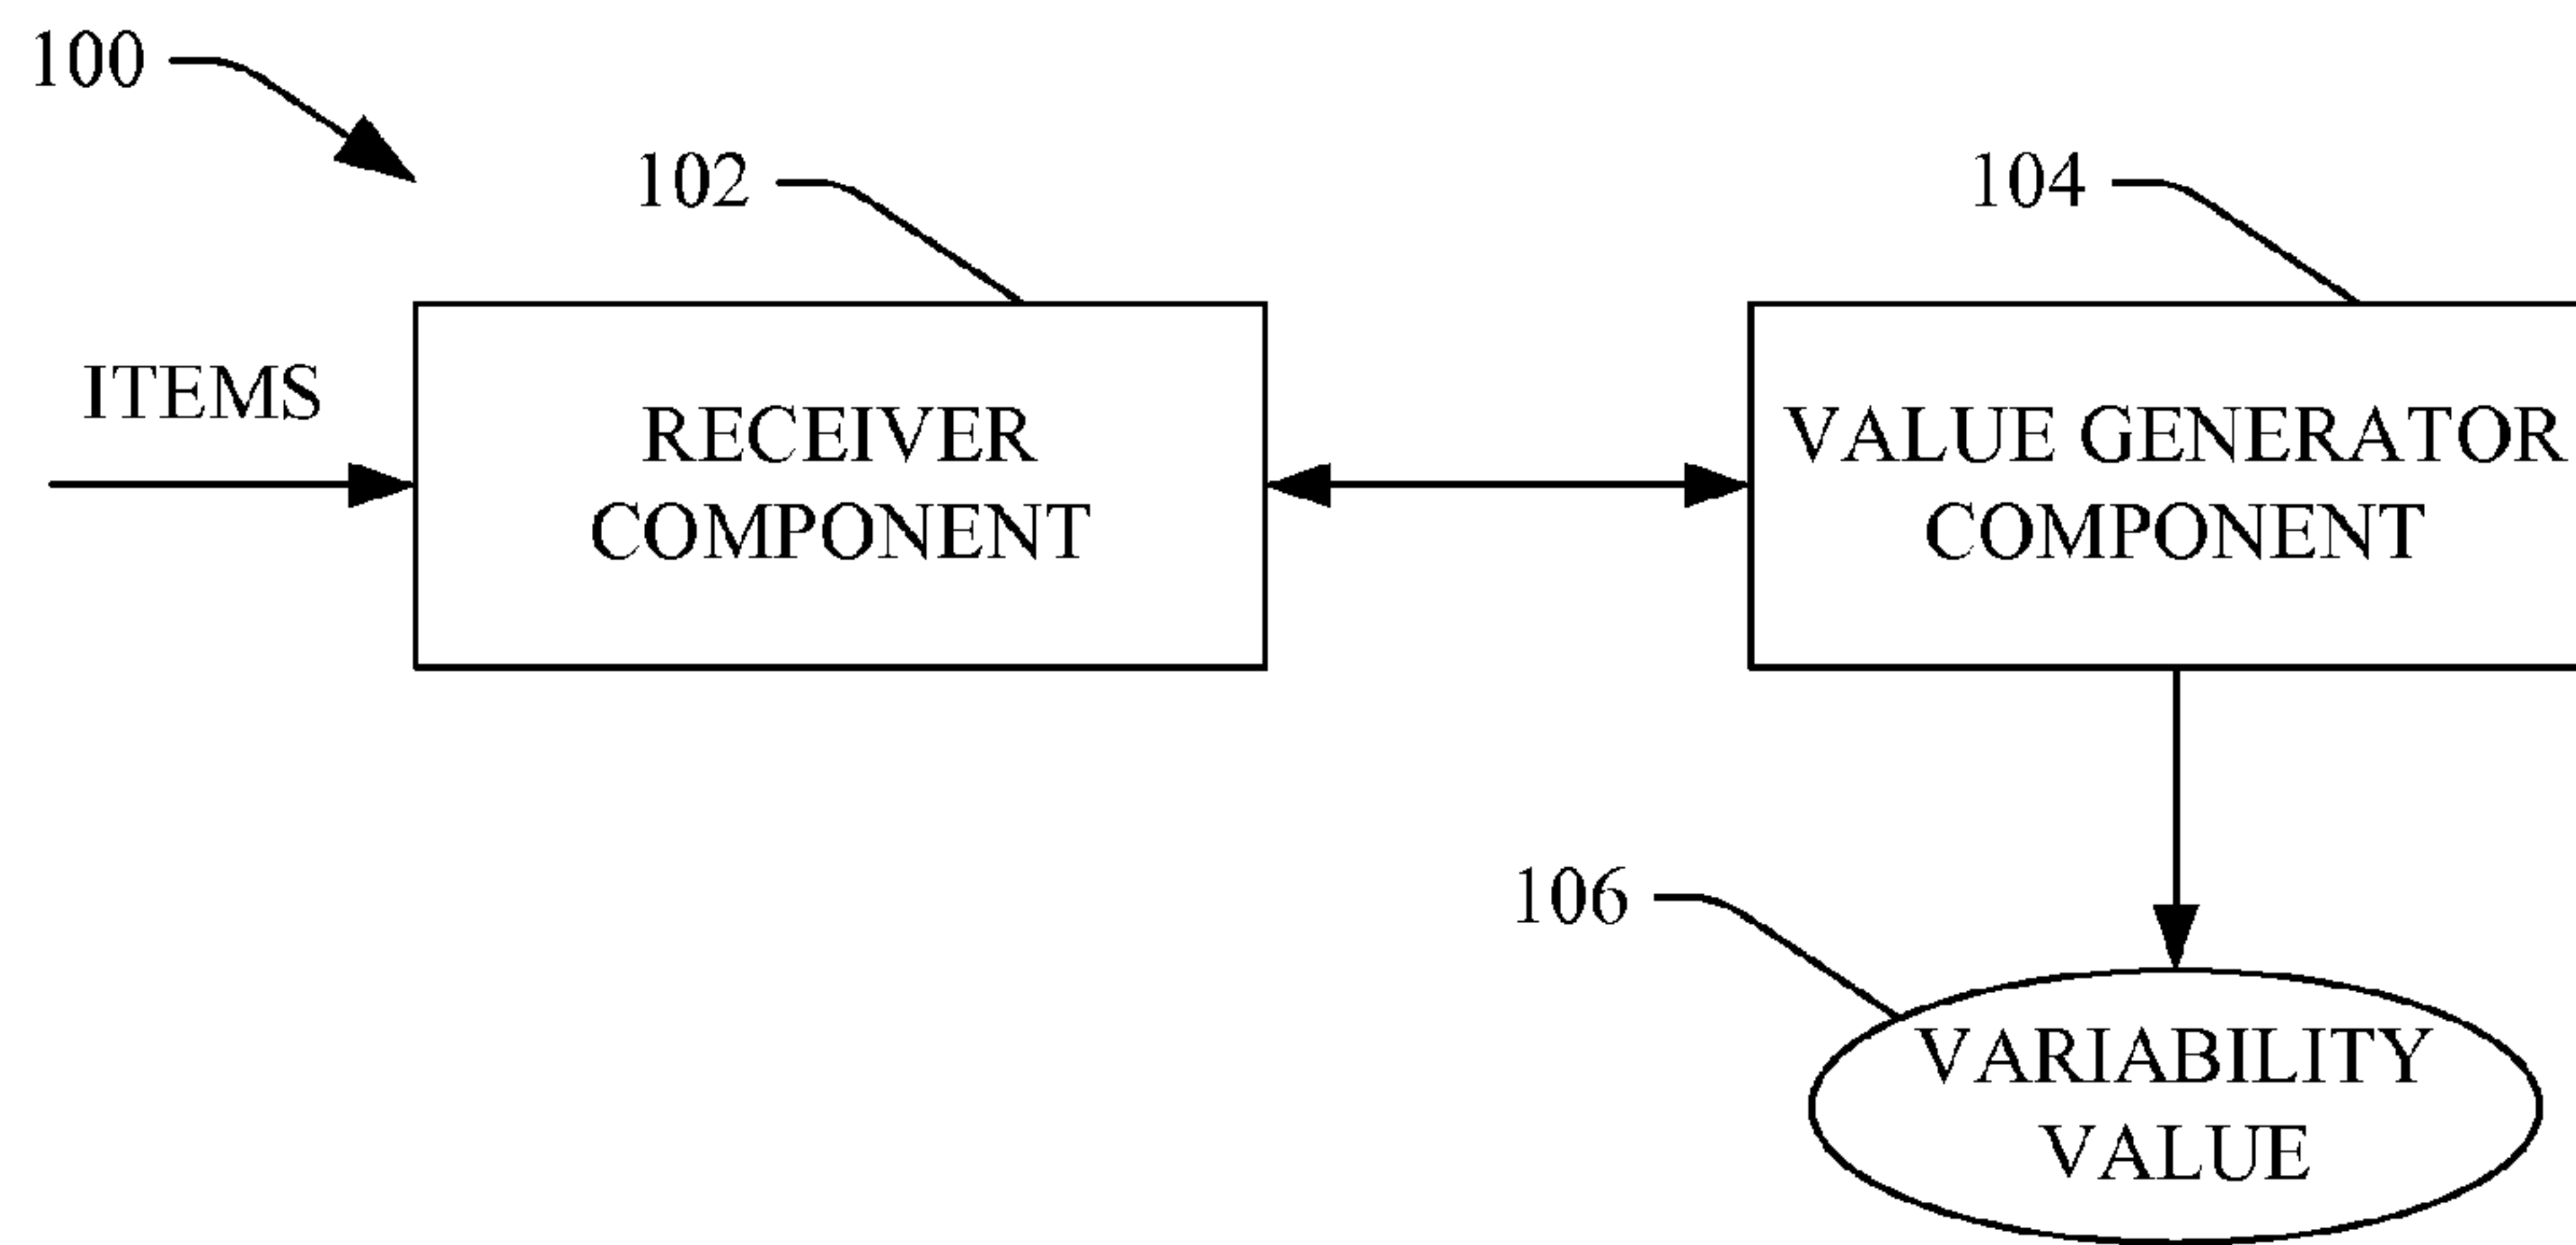 100
102
104
ITEMS
RECEIVER
COMPONENT
VALUE GENERATOR
COMPONENT
106
VARIABILITY
VALUE